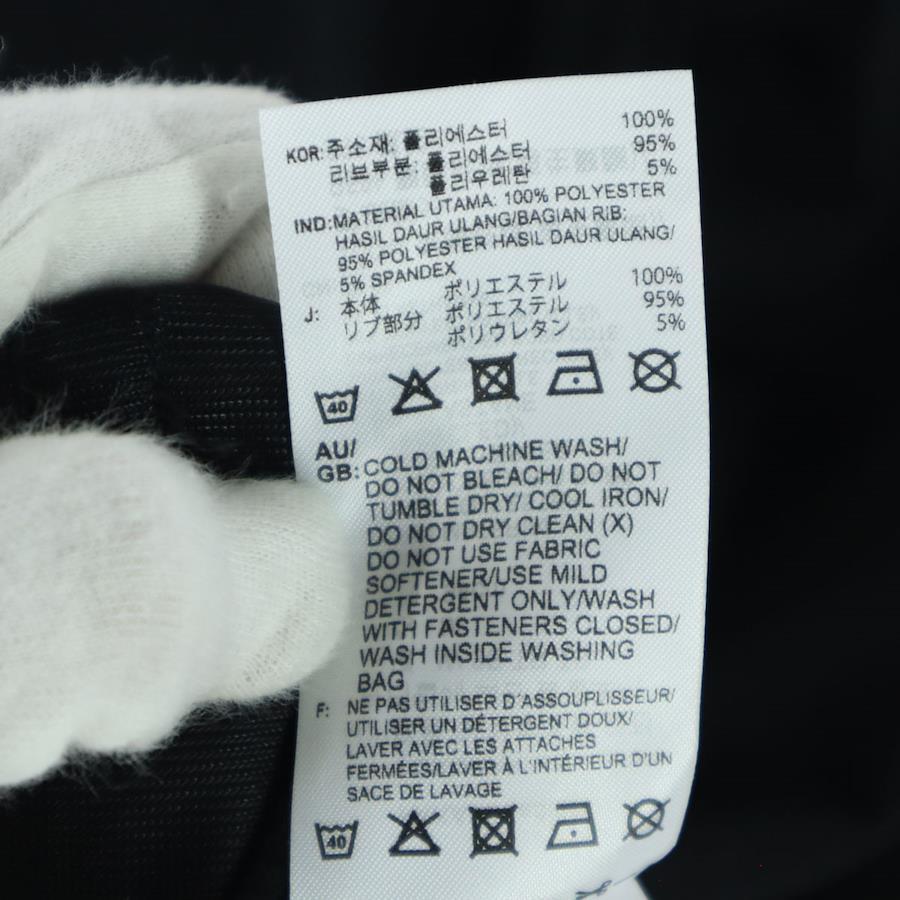 KOR: 주소재: 폴리에스터 100%
리브부분: 폴리에스터 95%
폴리우레탄 5%
IND: MATERIAL UTAMA: 100% POLYESTER
HASIL DAUR ULANG/BAGIAN RIB:
95% POLYESTER HASIL DAUR ULANG/
5% SPANDEX
J: 本体 ポリエステル 100%
リブ部分 ポリエステル 95%
ポリウレタン 5%
40
AU/
GB: COLD MACHINE WASH/
DO NOT BLEACH/ DO NOT
TUMBLE DRY/ COOL IRON/
DO NOT DRY CLEAN (X)
DO NOT USE FABRIC
SOFTENER/USE MILD
DETERGENT ONLY/WASH
WITH FASTENERS CLOSED/
WASH INSIDE WASHING
BAG
F: NE PAS UTILISER D´ASSOUPLISSEUR/
UTILISER UN DÉTERGENT DOUX/
LAVER AVEC LES ATTACHES
FERMÉES/LAVER À L'INTÉRIEUR D'UN
SACE DE LAVAGE
40